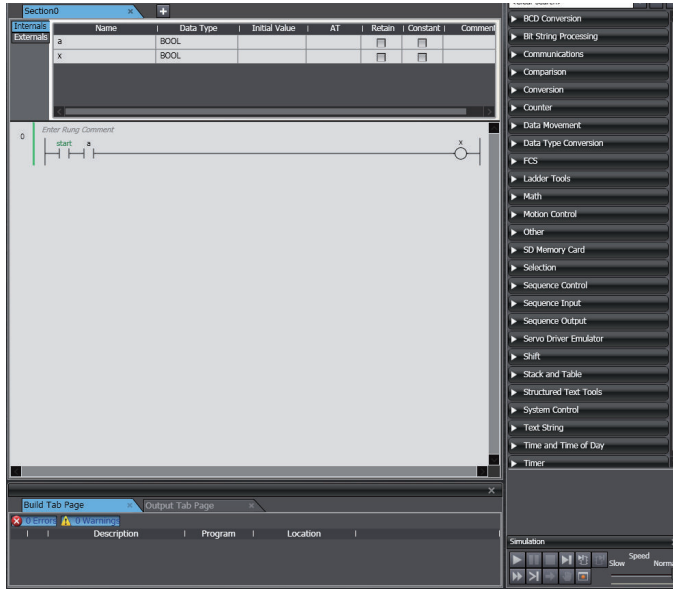 Section0
Internals
Externals
Name Data Type Initial Value AT Retain Constant Comment
a BOOL
x BOOL
0
Enter Rung Comment
start a x
Build Tab Page
Output Tab Page
0 Errors 0 Warnings
Description Program Location
BCD Conversion
Bit String Processing
Communications
Comparison
Conversion
Counter
Data Movement
Data Type Conversion
FCS
Ladder Tools
Math
Motion Control
Other
SD Memory Card
Selection
Sequence Control
Sequence Input
Sequence Output
Servo Driver Emulator
Shift
Stack and Table
Structured Text Tools
System Control
Text String
Time and Time of Day
Timer
Simulation
Speed
Slow Norma